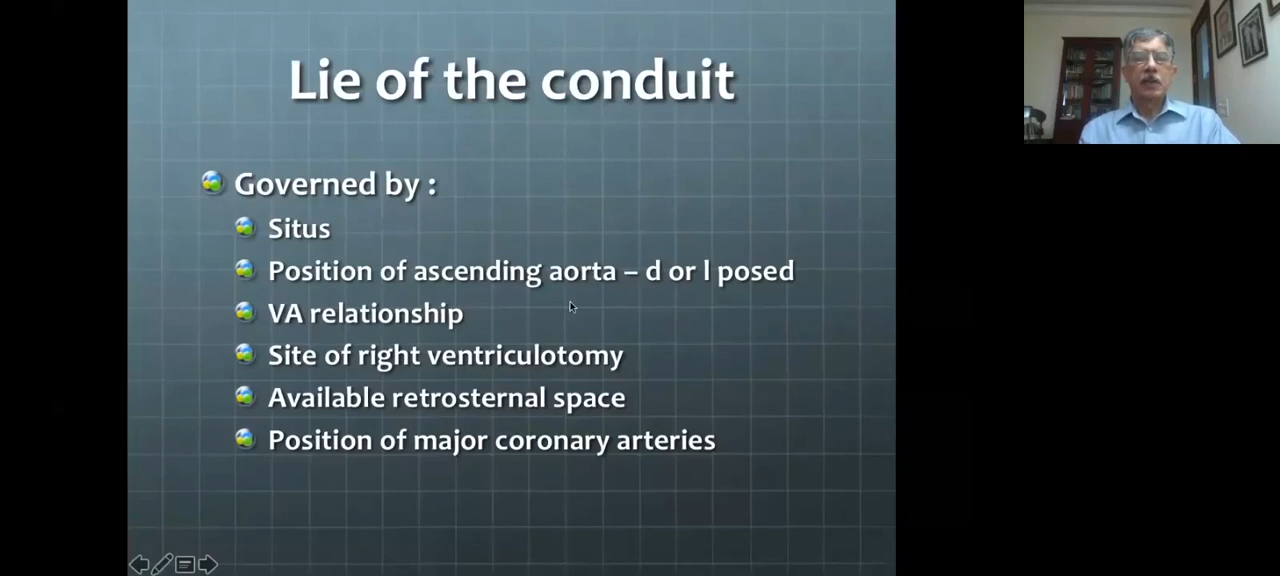 Lie of the conduit
Governed by :
Situs
Position of ascending aorta – d or l posed
VA relationship
Site of right ventriculotomy
Available retrosternal space
Position of major coronary arteries